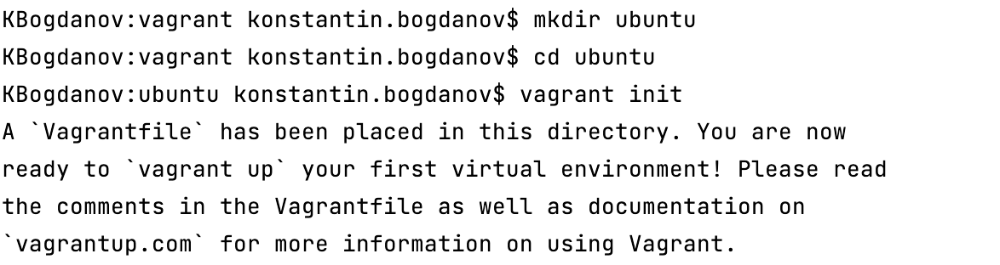 KBogdanov:vagrant konstantin.bogdanov$ mkdir ubuntu
KBogdanov:vagrant konstantin.bogdanov$ cd ubuntu
KBogdanov:ubuntu konstantin.bogdanov$ vagrant init
A `Vagrantfile` has been placed in this directory. You are now
ready to `vagrant up` your first virtual environment! Please read
the comments in the Vagrantfile as well as documentation on
`vagrantup.com` for more information on using Vagrant.